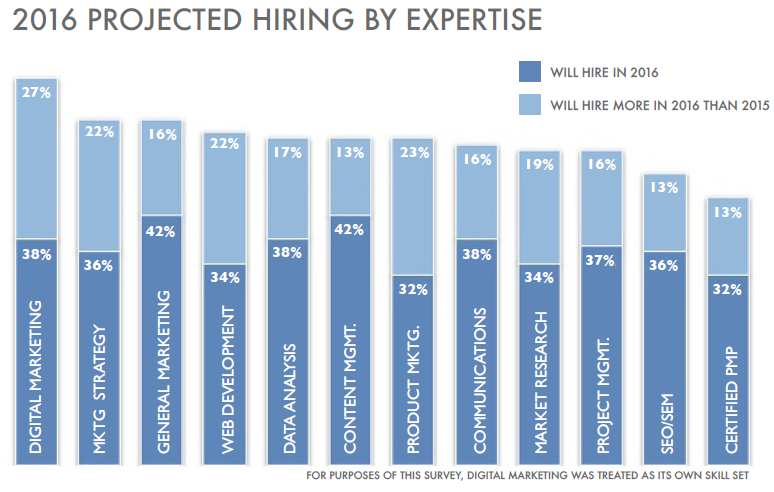 2016 PROJECTED HIRING BY EXPERTISE
WILL HIRE IN 2016
WILL HIRE MORE IN 2016 THAN 2015
27%
38%
DIGITAL MARKETING
22%
36%
MKTG STRATEGY
16%
42%
GENERAL MARKETING
22%
34%
WEB DEVELOPMENT
17%
38%
DATA ANALYSIS
13%
42%
CONTENT MGMT.
23%
32%
PRODUCT MKTG.
16%
38%
COMMUNICATIONS
19%
34%
MARKET RESEARCH
16%
37%
PROJECT MGMT.
13%
36%
SEO/SEM
13%
32%
CERTIFIED PMP
FOR PURPOSES OF THIS SURVEY, DIGITAL MARKETING WAS TREATED AS ITS OWN SKILL SET